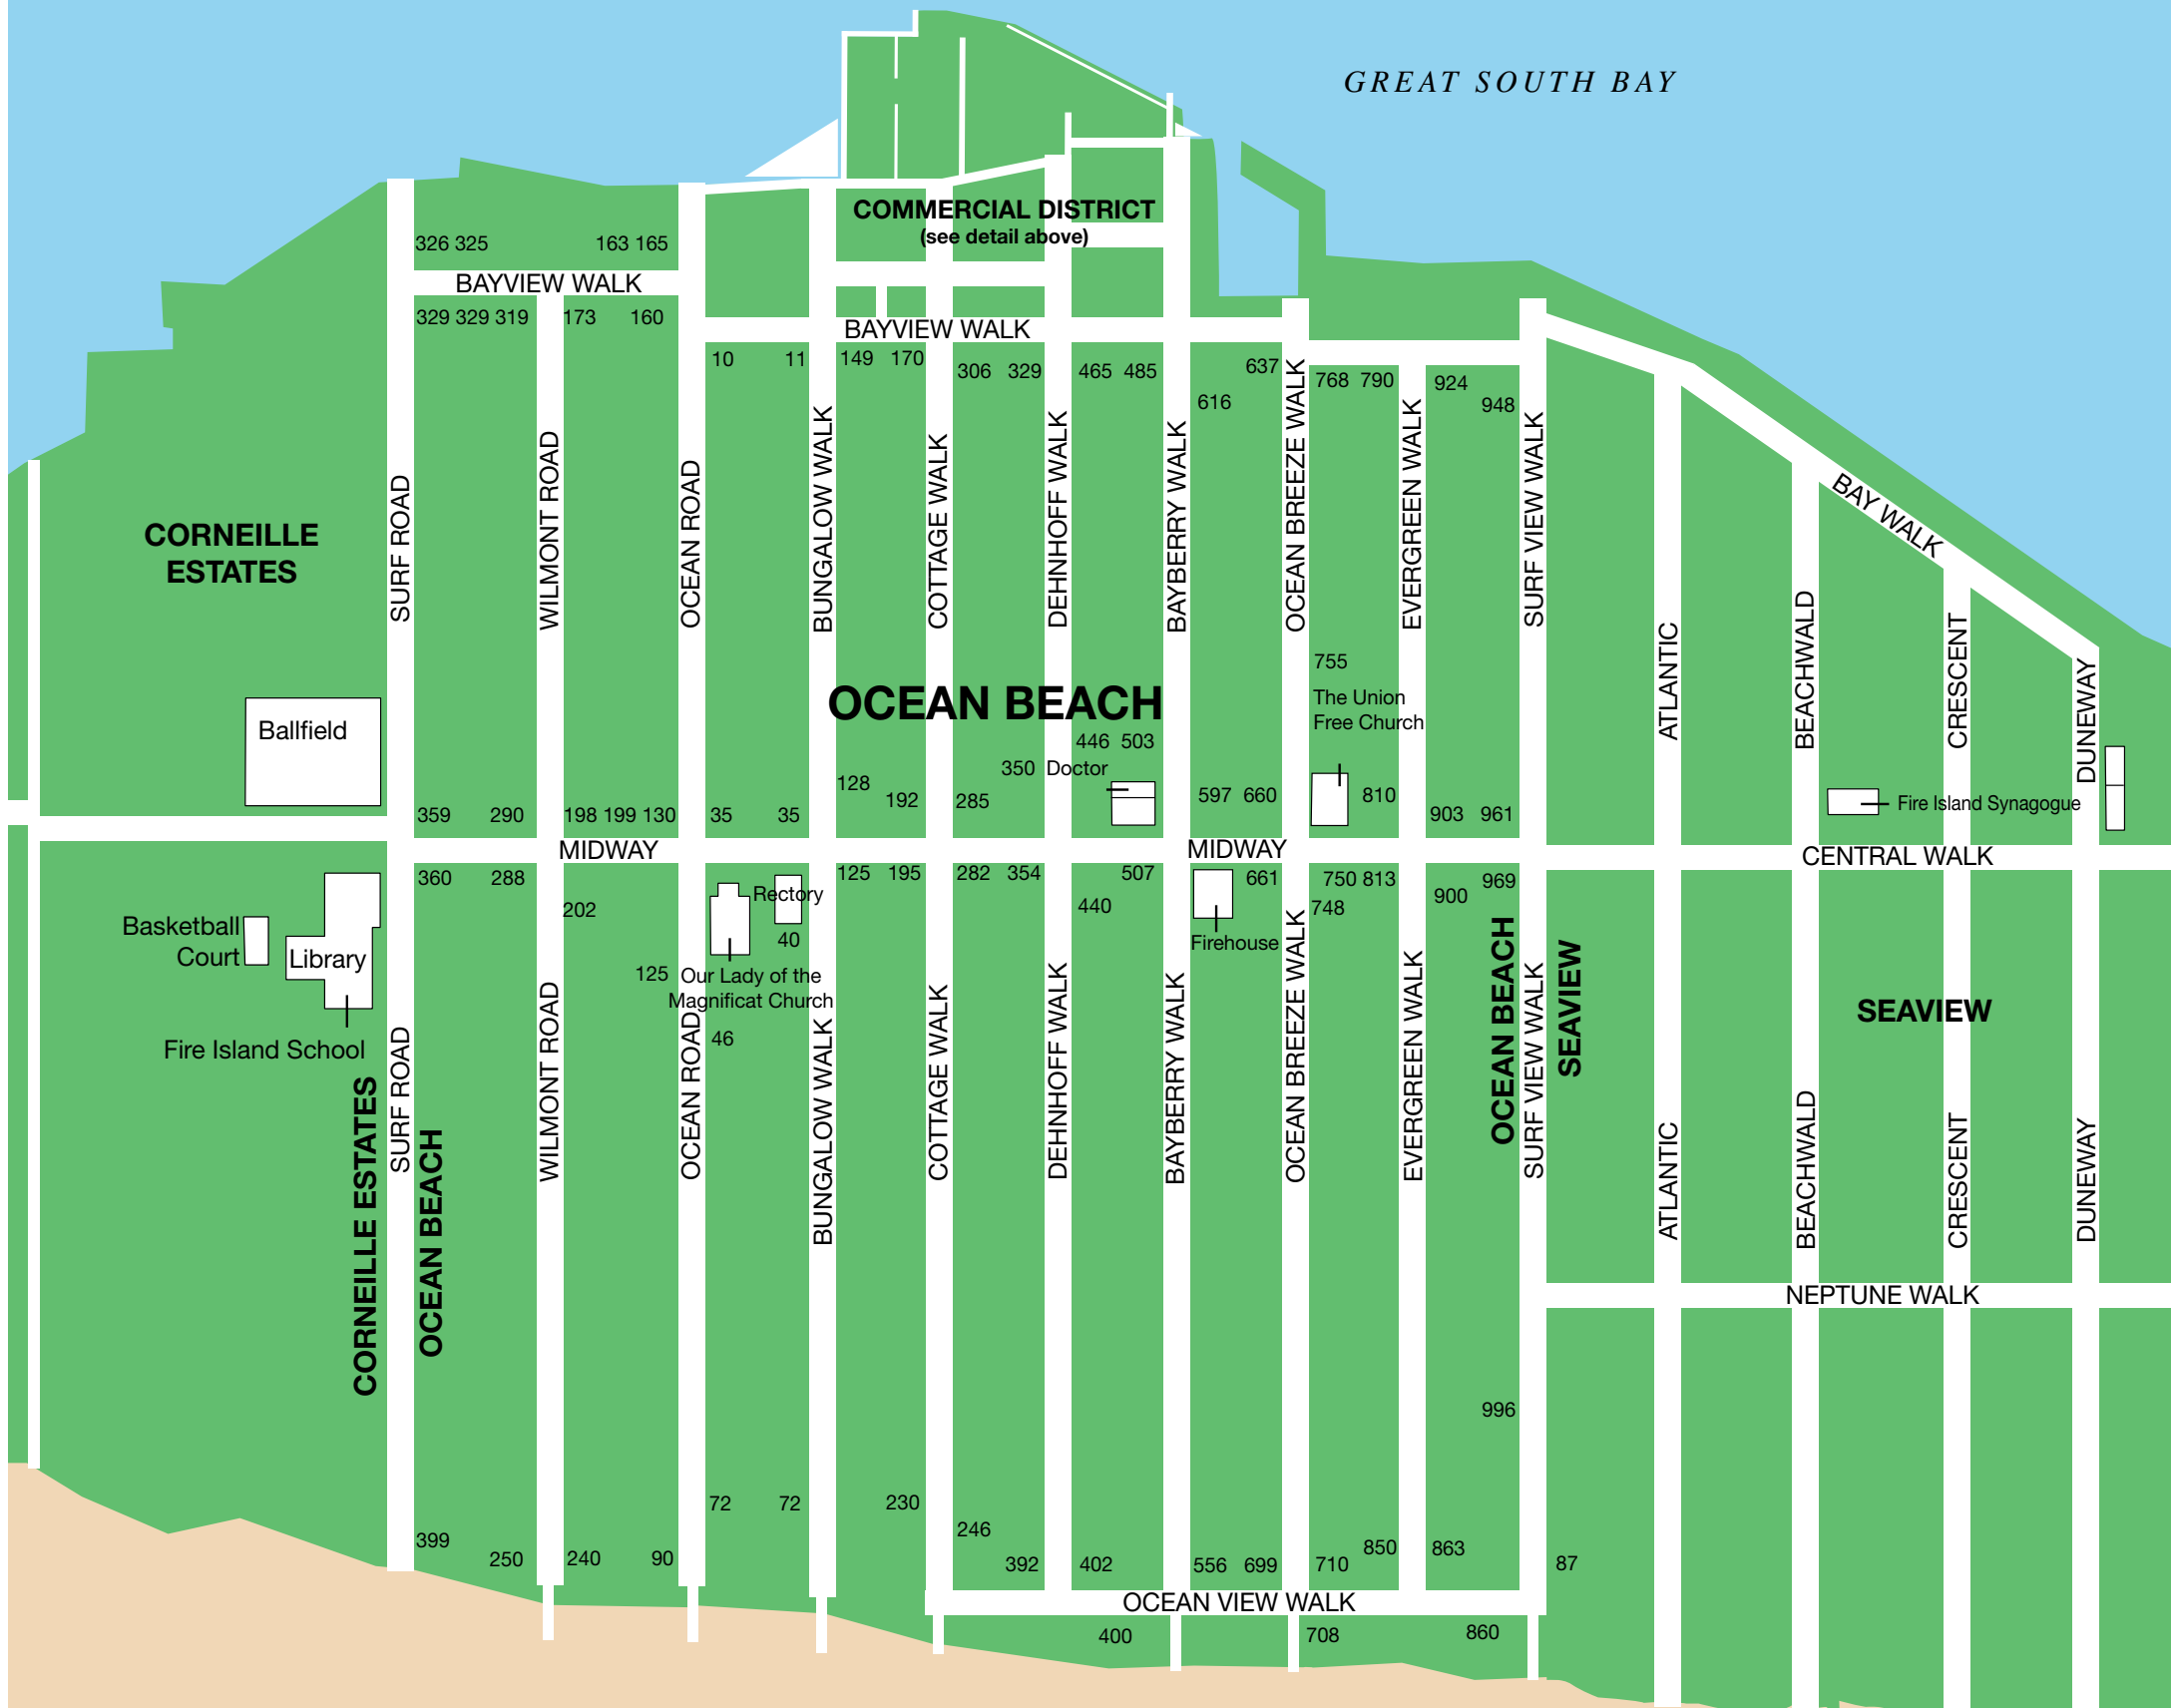 GREAT SOUTH BAY
COMMERCIAL DISTRICT
(see detail above)
326 325
163 165
BAYVIEW WALK
329 329 319
173
160
BAYVIEW WALK
10
11
149
170
306
329
465
485
616
637
768
790
924
948
CORNEILLE
ESTATES
SURF ROAD
WILMONT ROAD
OCEAN ROAD
BUNGALOW WALK
COTTAGE WALK
DEHNHOFF WALK
BAYBERRY WALK
OCEAN BREEZE WALK
EVERGREEN WALK
SURF VIEW WALK
ATLANTIC
BEACHWALD
CRESCENT
DUNEWAY
BAY WALK
OCEAN BEACH
755
The Union
Free Church
Ballfield
446 503
350
Doctor
128
192
285
597 660
810
903
961
Fire Island Synagogue
359
290
198 199 130
35
35
MIDWAY
MIDWAY
CENTRAL WALK
360
288
202
Rectory
40
125
195
282
354
440
507
661
750 813
748
900
969
Firehouse
Basketball
Court
Library
Fire Island School
125
Our Lady of the
Magnificat Church
46
OCEAN BEACH
SEAVIEW
SEAVIEW
CORNEILLE ESTATES
SURF ROAD
OCEAN BEACH
WILMONT ROAD
OCEAN ROAD
BUNGALOW WALK
COTTAGE WALK
DEHNHOFF WALK
BAYBERRY WALK
OCEAN BREEZE WALK
EVERGREEN WALK
SURF VIEW WALK
ATLANTIC
BEACHWALD
CRESCENT
DUNEWAY
NEPTUNE WALK
996
72
72
230
246
399
250
240
90
392
402
556
699
710
850
863
87
OCEAN VIEW WALK
400
708
860